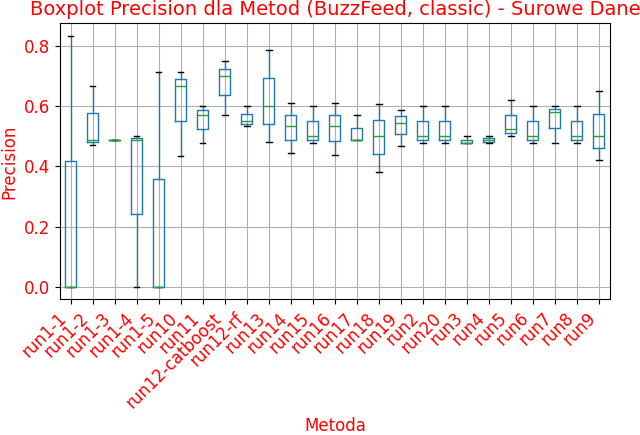 Boxplot Precision dla Metod (BuzzFeed, classic) - Surowe Dane
Precision
0.8
0.6
0.4
0.2
0.0
run1-1
run1-2
run1-3
run1-4
run1-5
run10
run11
run12-catboost
run12-rf
run13
run14
run15
run16
run17
run18
run19
run2
run20
run3
run4
run5
run6
run7
run8
run9
Metoda